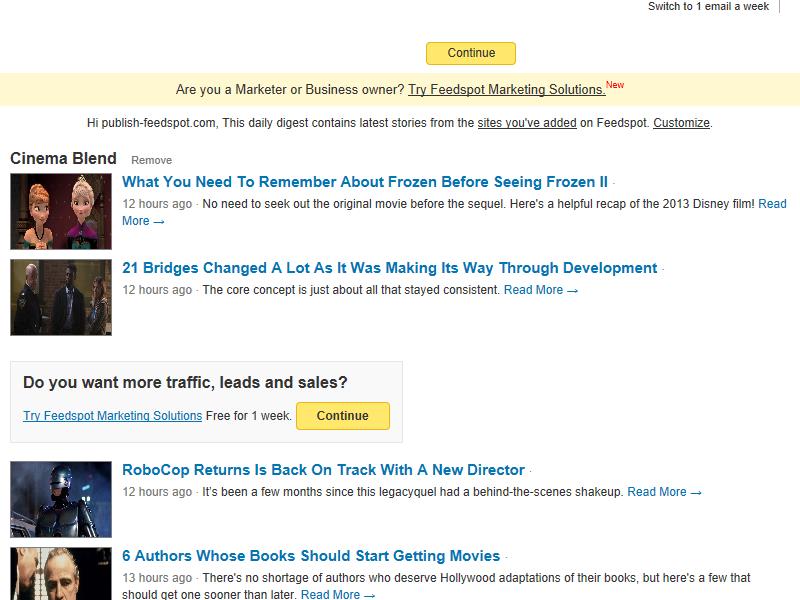 Switch to 1 email a week
Continue
Are you a Marketer or Business owner? Try Feedspot Marketing Solutions.New
Hi publish-feedspot.com, This daily digest contains latest stories from the sites you've added on Feedspot. Customize.
Cinema Blend Remove
What You Need To Remember About Frozen Before Seeing Frozen II ·
12 hours ago · No need to seek out the original movie before the sequel. Here's a helpful recap of the 2013 Disney film! Read
More →
21 Bridges Changed A Lot As It Was Making Its Way Through Development ·
12 hours ago · The core concept is just about all that stayed consistent. Read More →
Do you want more traffic, leads and sales?
Try Feedspot Marketing Solutions Free for 1 week. Continue
RoboCop Returns Is Back On Track With A New Director ·
12 hours ago · It’s been a few months since this legacyquel had a behind-the-scenes shakeup. Read More →
6 Authors Whose Books Should Start Getting Movies ·
13 hours ago · There's no shortage of authors who deserve Hollywood adaptations of their books, but here's a few that
should get one sooner than later. Read More →